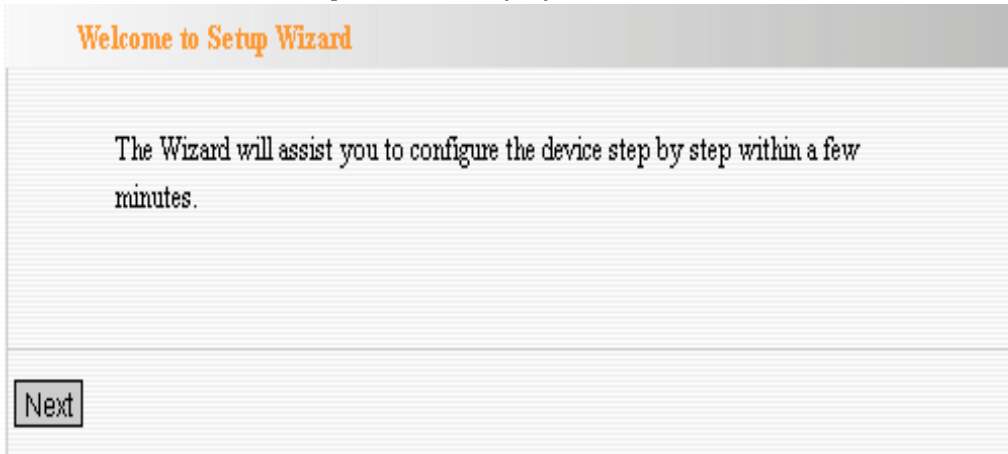 Welcome to Setup Wizard
The Wizard will assist you to configure the device step by step within a few
minutes.
Next